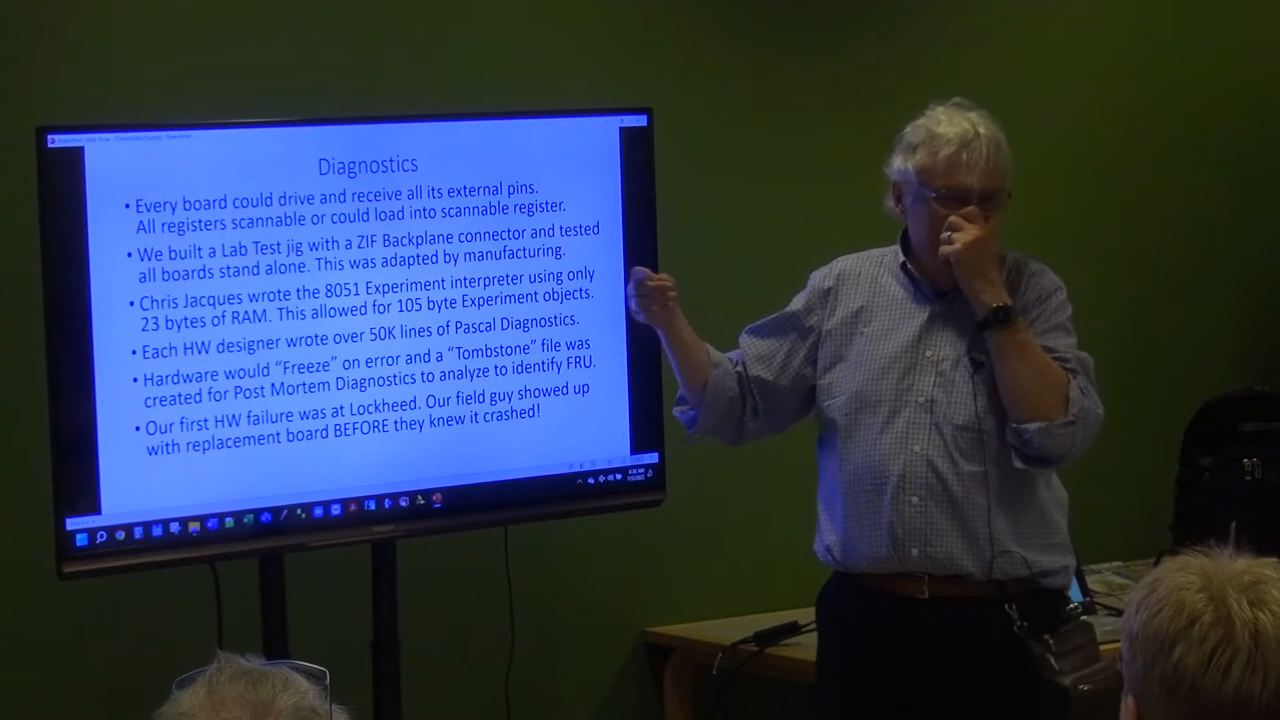 Diagnostics
• Every board could drive and receive all its external pins.
All registers scannable or could load into scannable register.
• We built a Lab Test jig with a ZIF Backplane connector and tested
all boards stand alone. This was adapted by manufacturing.
• Chris Jacques wrote the 8051 Experiment interpreter using only
23 bytes of RAM. This allowed for 105 byte Experiment objects.
• Each HW designer wrote over 50K lines of Pascal Diagnostics.
• Hardware would “Freeze” on error and a “Tombstone” file was
created for Post Mortem Diagnostics to analyze to identify FRU.
• Our first HW failure was at Lockheed. Our field guy showed up
with replacement board BEFORE they knew it crashed!